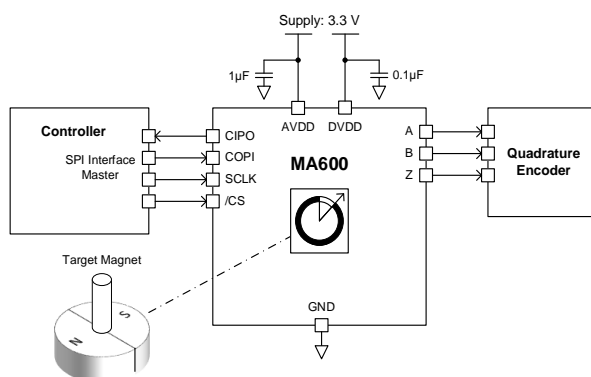 Supply: 3.3 V
1µF
0.1µF
AVDD
DVDD
Controller
SPI Interface
Master
CIPO
COPI
SCLK
/CS
MA600
A
B
Z
Quadrature
Encoder
Target Magnet
S
N
GND